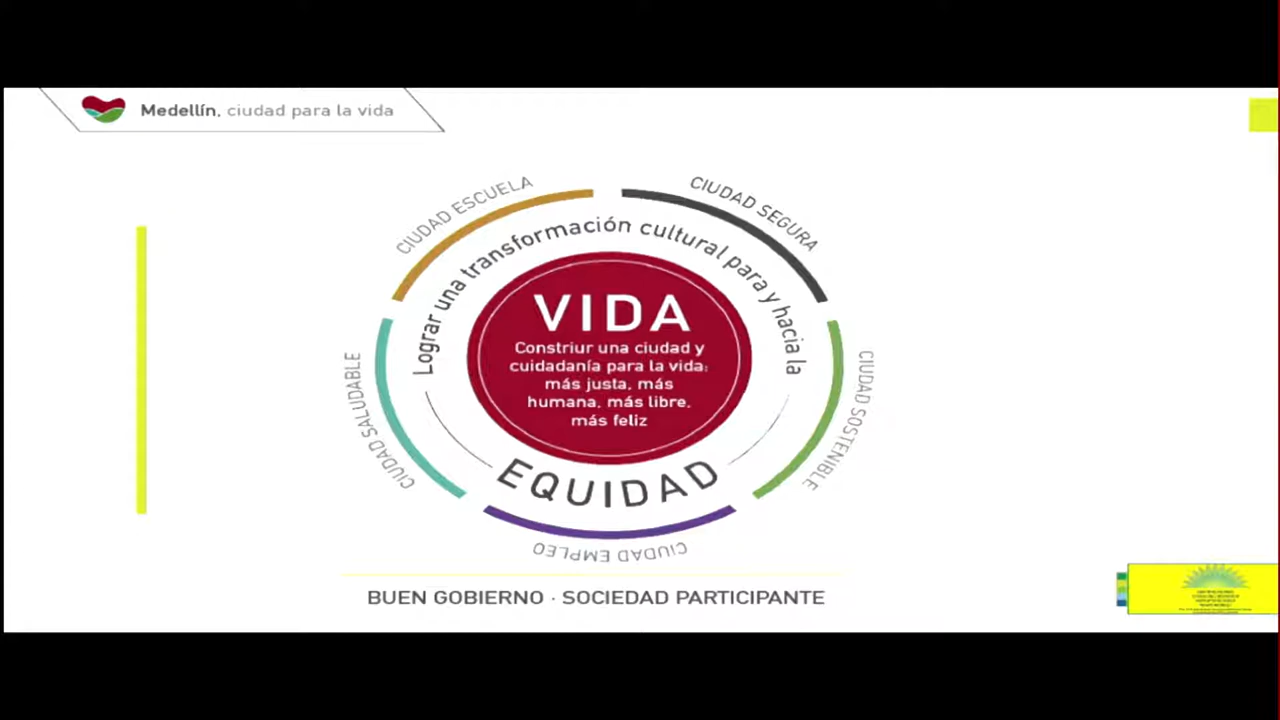 Medellín, ciudad para la vida
CIUDAD ESCUELA
CIUDAD SEGURA
Lograr una transformación cultural para y hacia la
VIDA
Constriur una ciudad y
cuidadanía para la vida:
más justa, más
humana, más libre,
más feliz
CIUDAD SALUDABLE
CIUDAD SOSTENIBLE
EQUIDAD
CIUDAD EMPLEO
BUEN GOBIERNO · SOCIEDAD PARTICIPANTE